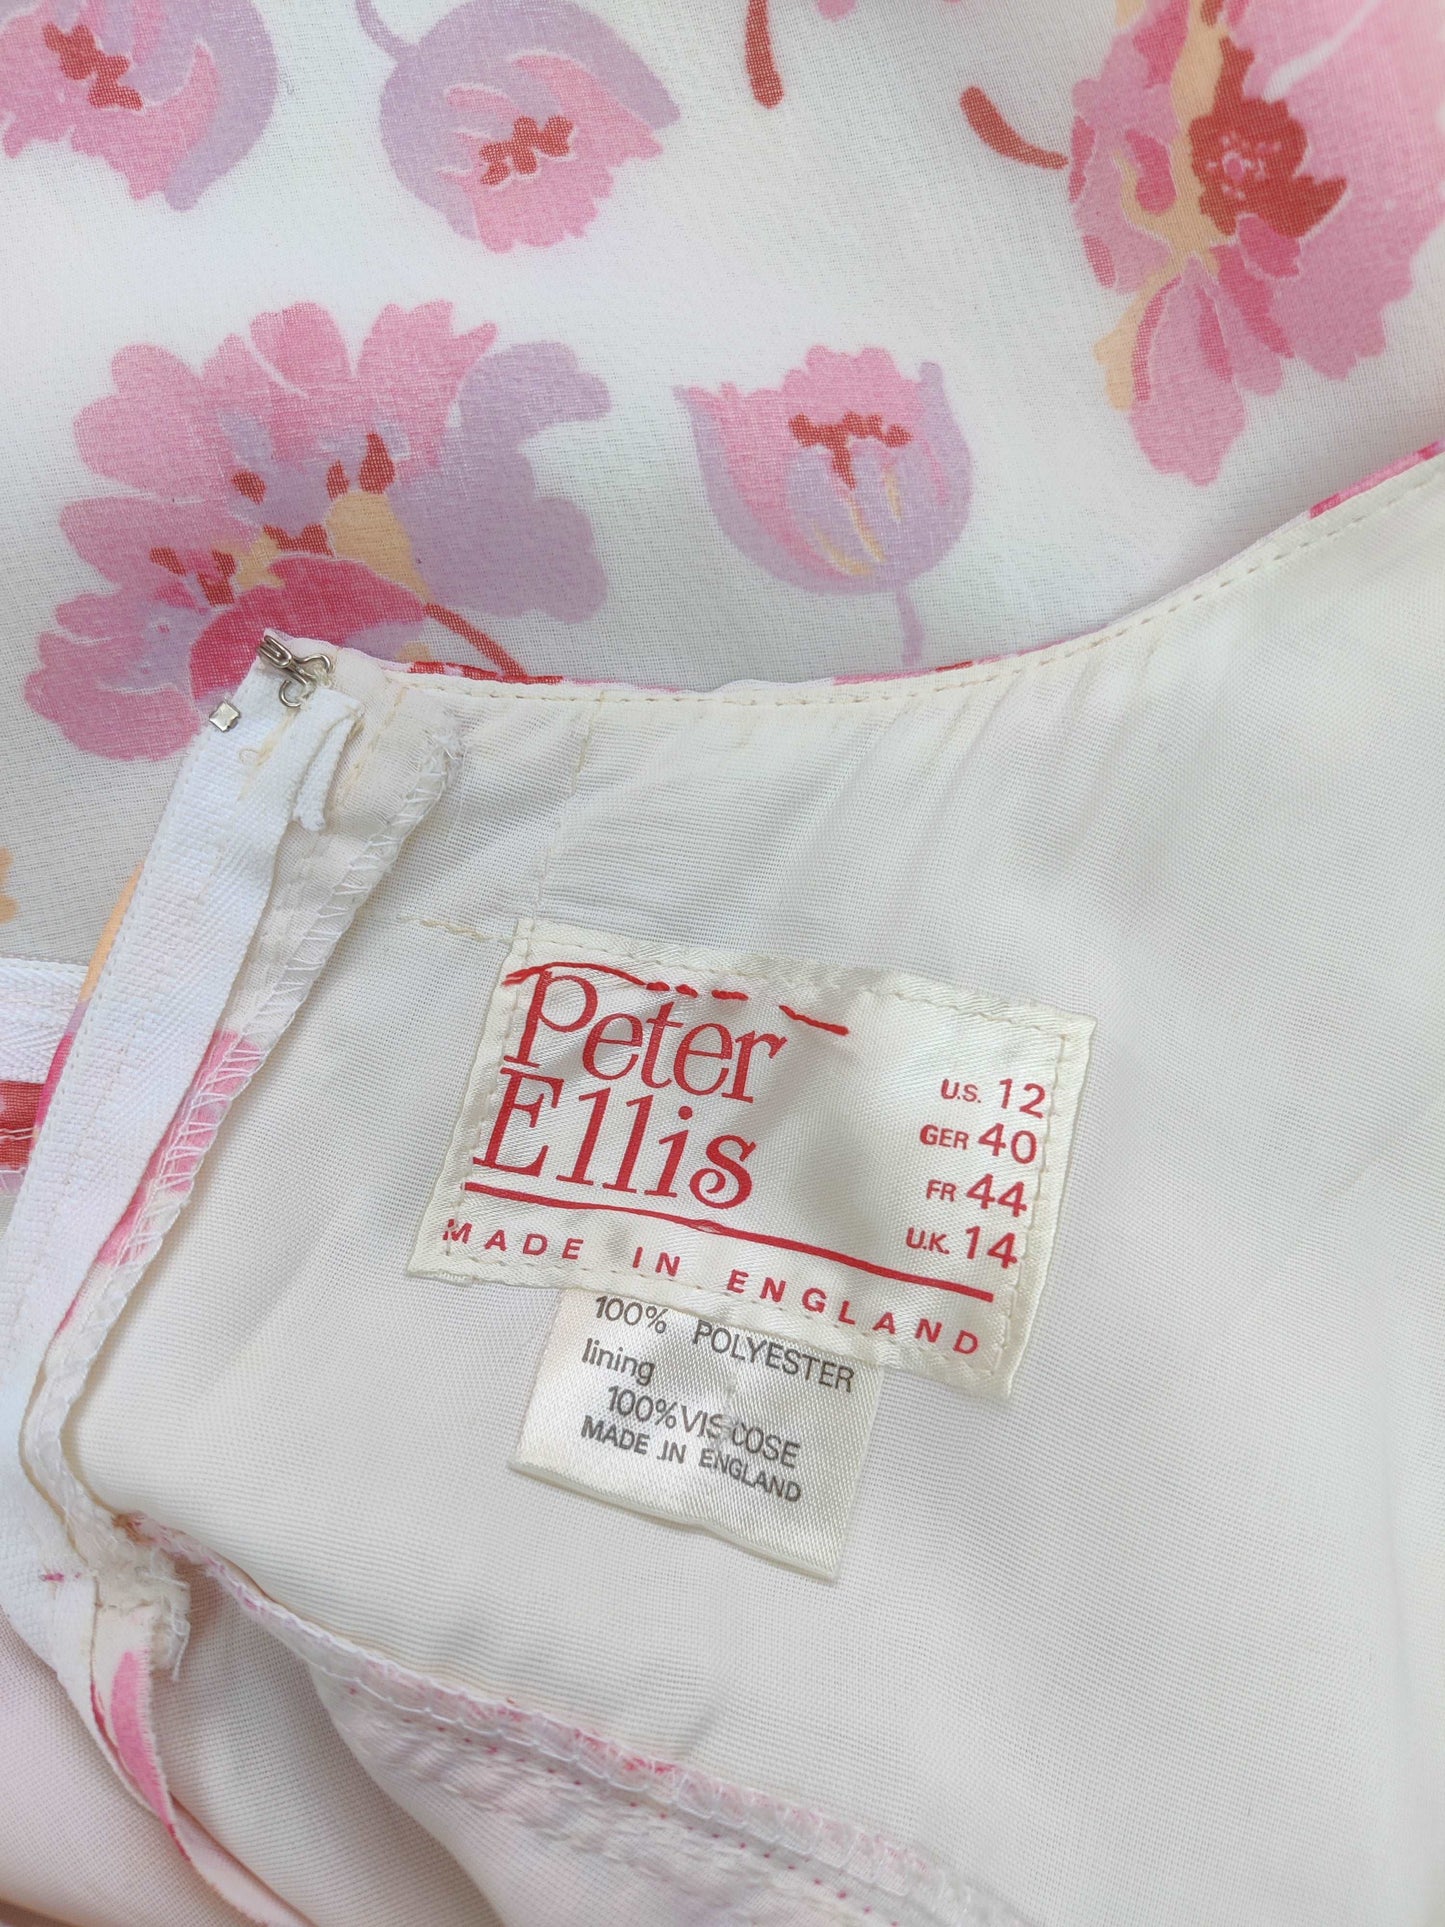 Peter
Ellis
U.S. 12
GER 40
FR 44
U.K. 14
MADE IN ENGLAND
100% POLYESTER
lining
100% VISCOSE
MADE IN ENGLAND